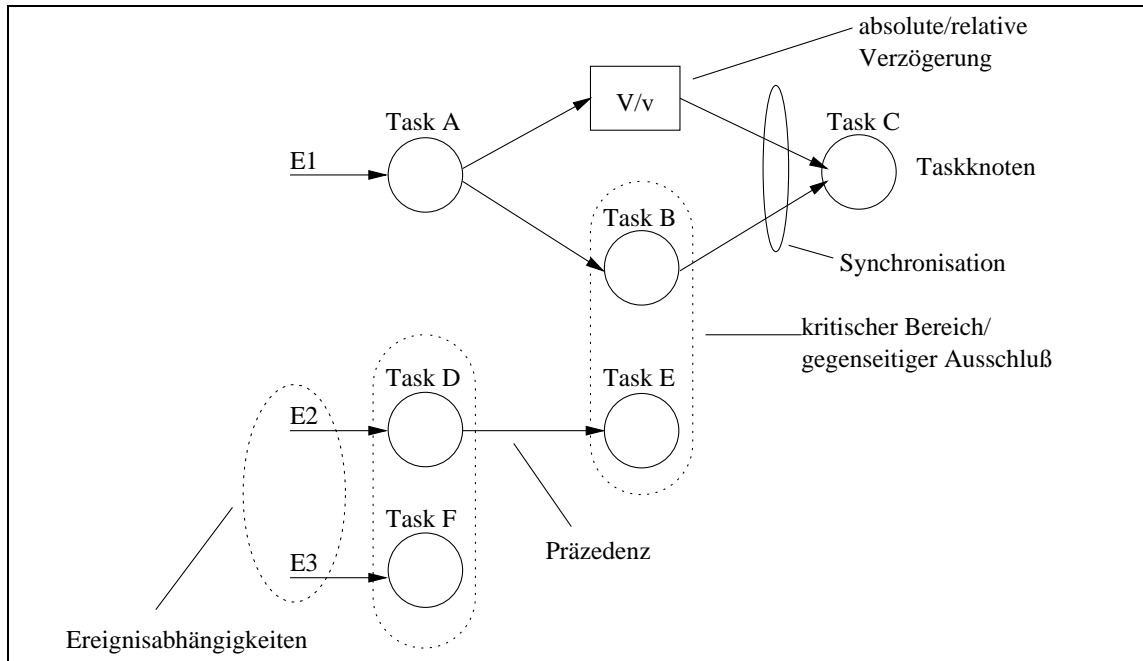 absolute/relative
Verzögerung
V/v
Task A
Task C
E1
Taskknoten
Task B
Synchronisation
kritischer Bereich/
gegenseitiger Ausschluß
Task D
Task E
E2
Task F
Präzedenz
E3
Ereignisabhängigkeiten